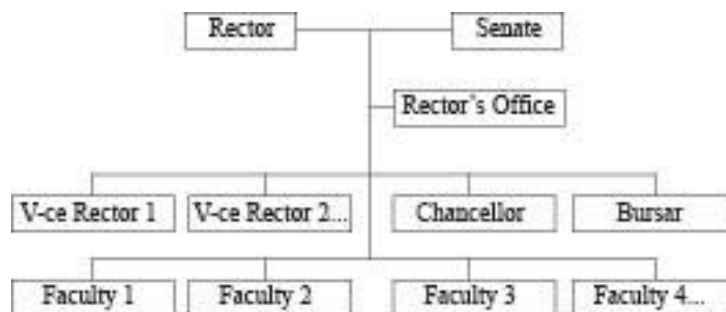 Rector
Senate
Rector's Office
V-ce Rector 1
V-ce Rector 2...
Chancellor
Bursar
Faculty 1
Faculty 2
Faculty 3
Faculty 4...